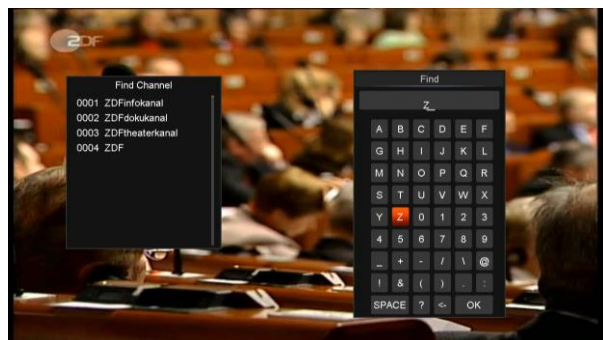 ZDF
Find Channel
0001 ZDFinfokanal
0002 ZDFdokukanal
0003 ZDFtheaterkanal
0004 ZDF
Find
Z_
A B C D E F
G H I J K L
M N O P Q R
S T U V W X
Y Z 0 1 2 3
4 5 6 7 8 9
_ + - / \ @
! & ( ) . :
SPACE ? <- OK